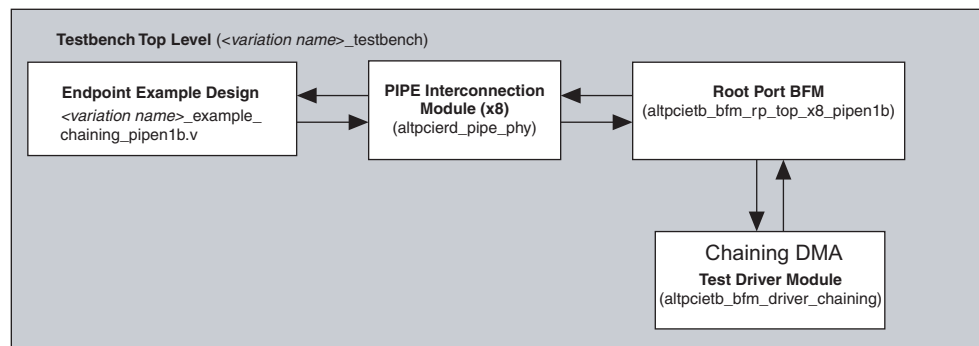 Testbench Top Level (<variation name>_testbench)
Endpoint Example Design
<variation name>_example_
chaining_pipen1b.v
PIPE Interconnection
Module (x8)
(altpcierd_pipe_phy)
Root Port BFM
(altpcietb_bfm_rp_top_x8_pipen1b)
Chaining DMA
Test Driver Module
(altpcietb_bfm_driver_chaining)